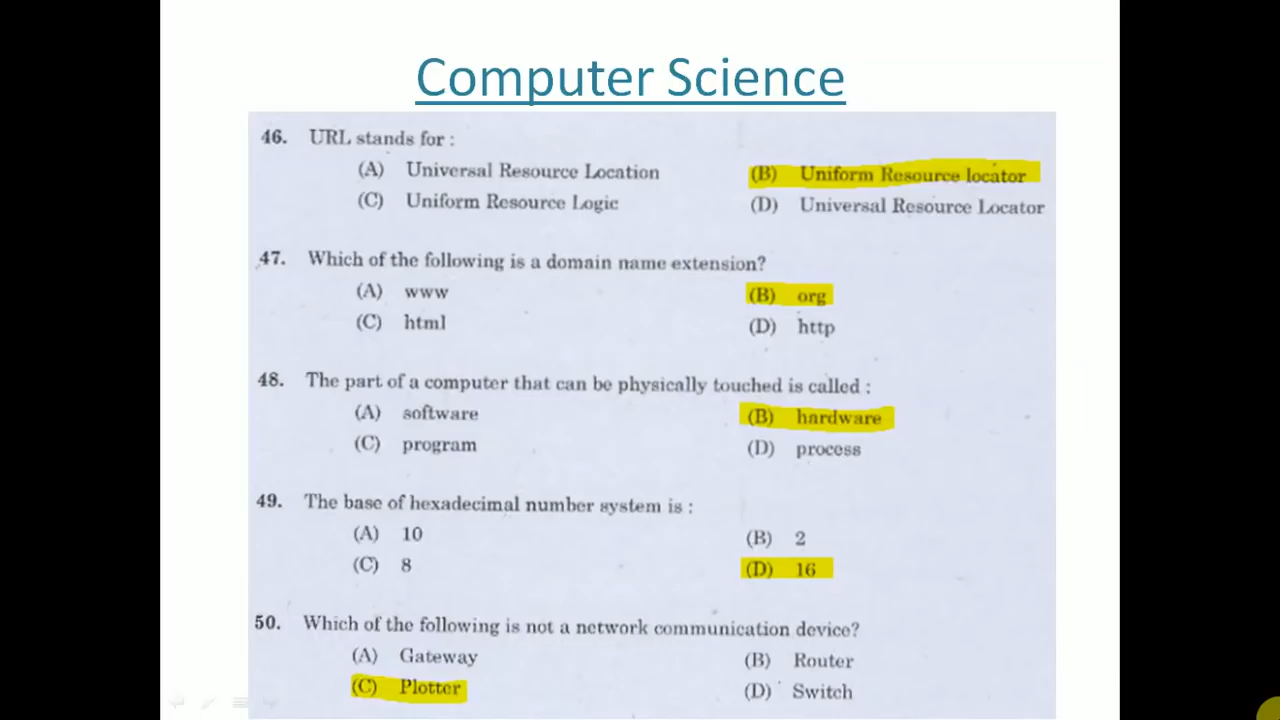 Computer Science
46. URL stands for :
(A) Universal Resource Location (B) Uniform Resource locator
(C) Uniform Resource Logic (D) Universal Resource Locator
47. Which of the following is a domain name extension?
(A) www (B) org
(C) html (D) http
48. The part of a computer that can be physically touched is called :
(A) software (B) hardware
(C) program (D) process
49. The base of hexadecimal number system is :
(A) 10 (B) 2
(C) 8 (D) 16
50. Which of the following is not a network communication device?
(A) Gateway (B) Router
(C) Plotter (D) Switch